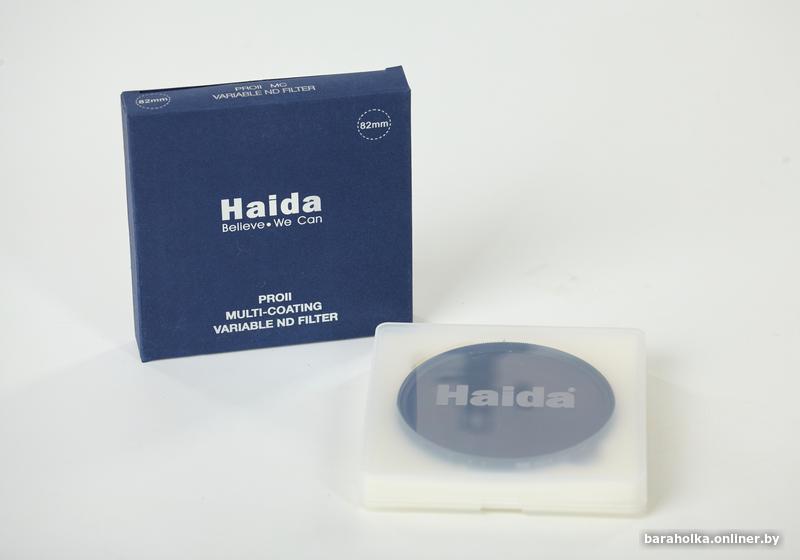 82mm
PROII MC
VARIABLE ND FILTER
82mm
Haida
Believe • We Can
PROII
MULTI-COATING
VARIABLE ND FILTER
Haida®
baraholka.onliner.by